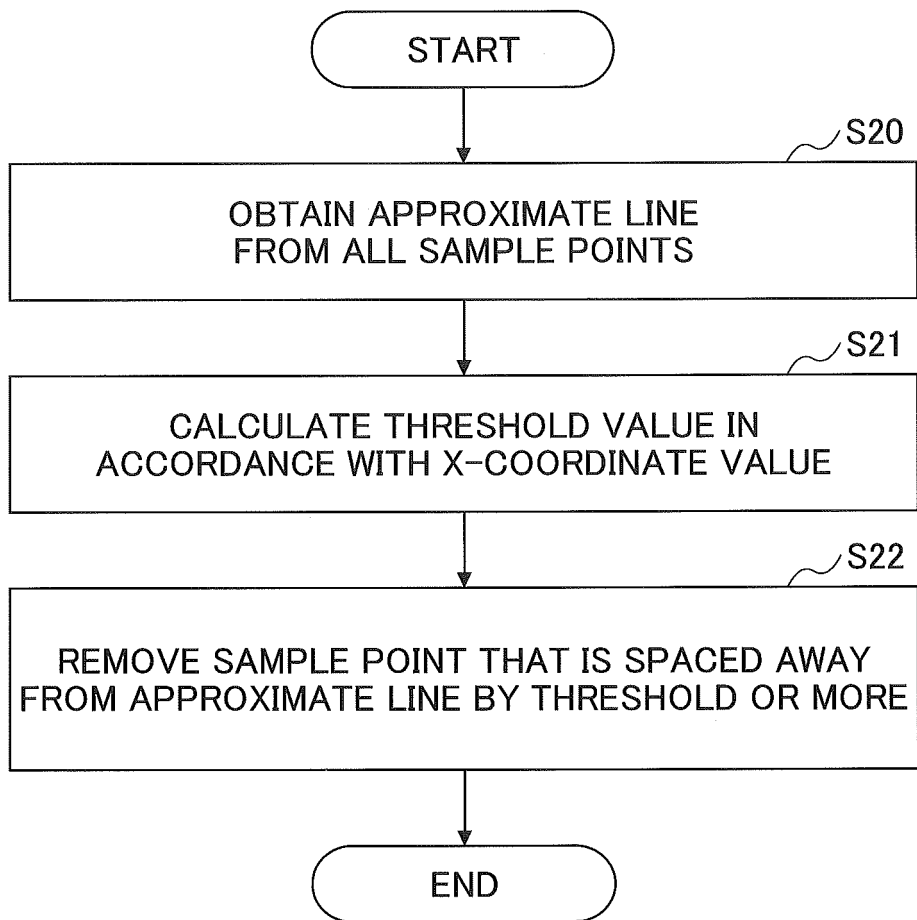 START
S20
OBTAIN APPROXIMATE LINE
FROM ALL SAMPLE POINTS
S21
CALCULATE THRESHOLD VALUE IN
ACCORDANCE WITH X-COORDINATE VALUE
S22
REMOVE SAMPLE POINT THAT IS SPACED AWAY
FROM APPROXIMATE LINE BY THRESHOLD OR MORE
END